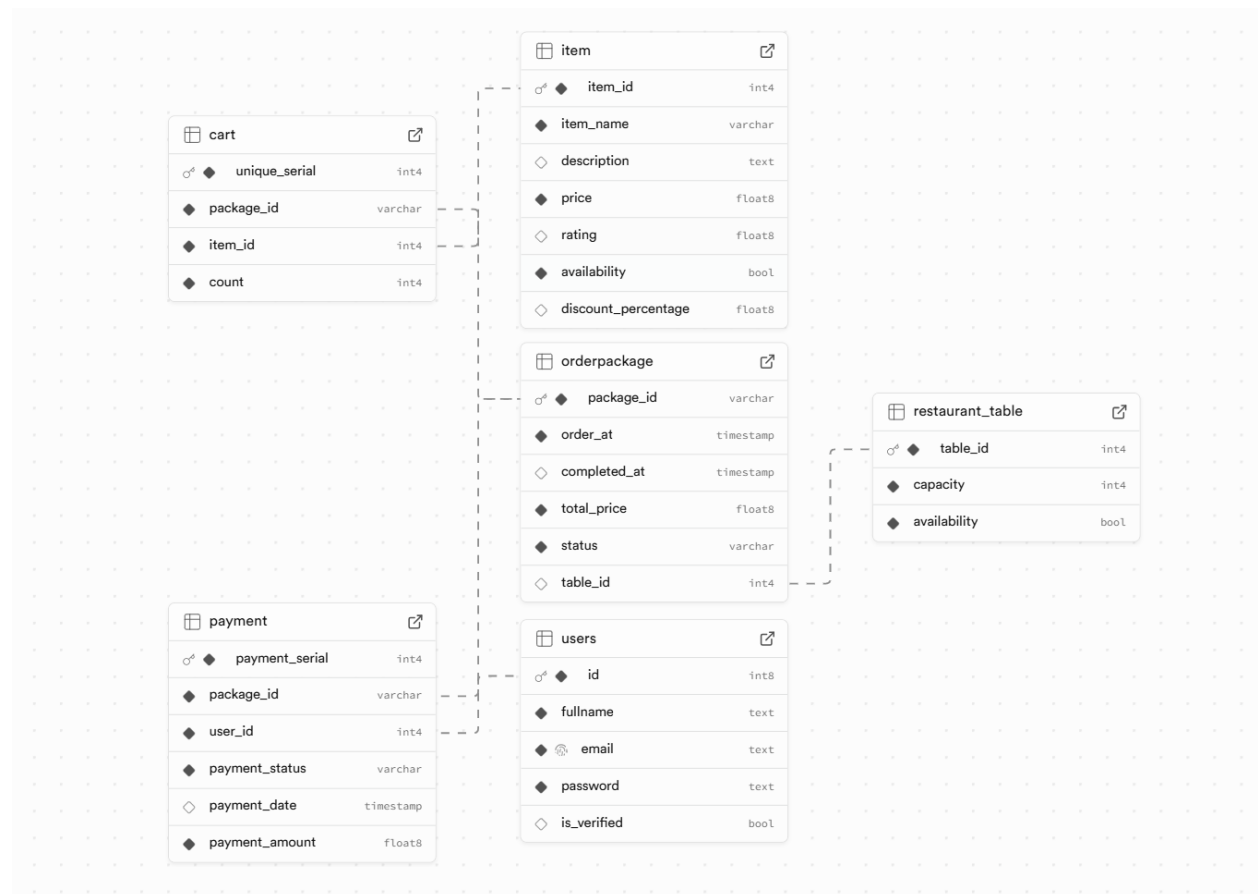 item
item_id int4
item_name varchar
description text
price float8
rating float8
availability bool
discount_percentage float8
cart
unique_serial int4
package_id varchar
item_id int4
count int4
orderpackage
package_id varchar
order_at timestamp
completed_at timestamp
total_price float8
status varchar
table_id int4
restaurant_table
table_id int4
capacity int4
availability bool
payment
payment_serial int4
package_id varchar
user_id int4
payment_status varchar
payment_date timestamp
payment_amount float8
users
id int8
fullname text
email text
password text
is_verified bool